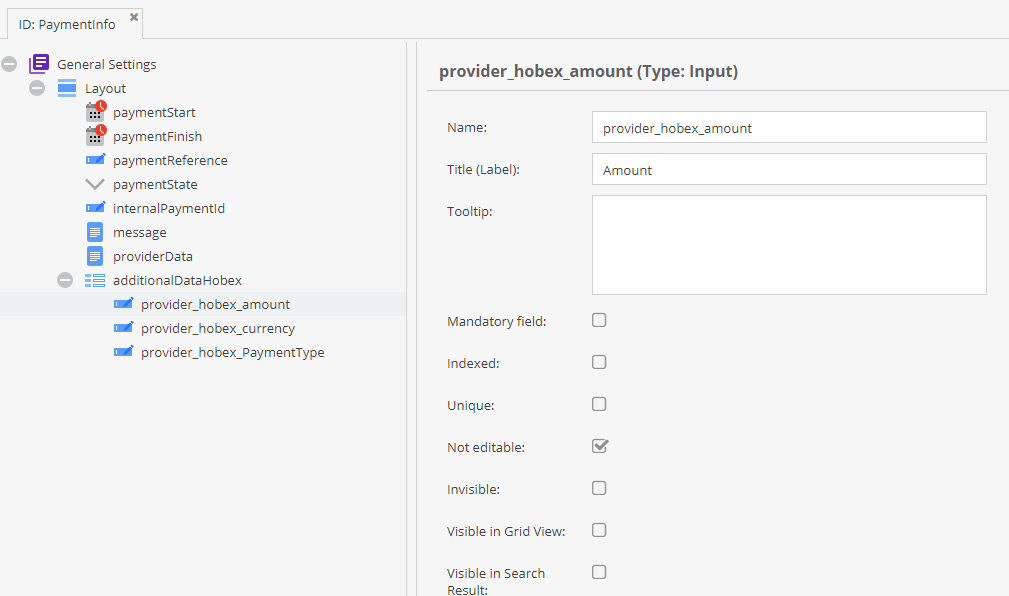 ID: PaymentInfo
General Settings
Layout
paymentStart
paymentFinish
paymentReference
paymentState
internalPaymentId
message
providerData
additionalDataHobex
provider_hobex_amount
provider_hobex_currency
provider_hobex_PaymentType
provider_hobex_amount (Type: Input)
Name: provider_hobex_amount
Title (Label): Amount
Tooltip:
Mandatory field:
Indexed:
Unique:
Not editable:
Invisible:
Visible in Grid View:
Visible in Search
Result: